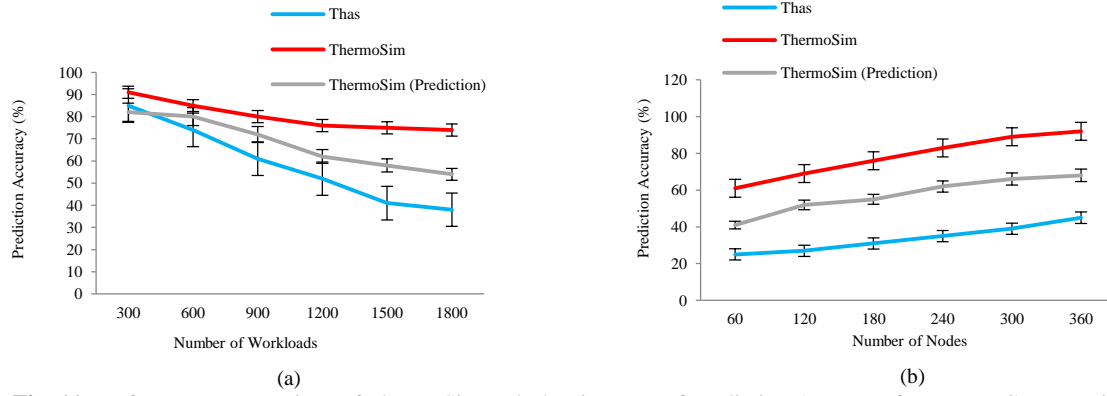 Thas
ThermoSim
ThermoSim (Prediction)
100
90
80
70
60
50
40
30
20
10
0
Prediction Accuracy (%)
300 600 900 1200 1500 1800
Number of Workloads
(a)
Thas
ThermoSim
ThermoSim (Prediction)
120
100
80
60
40
20
0
Prediction Accuracy (%)
60 120 180 240 300 360
Number of Nodes
(b)